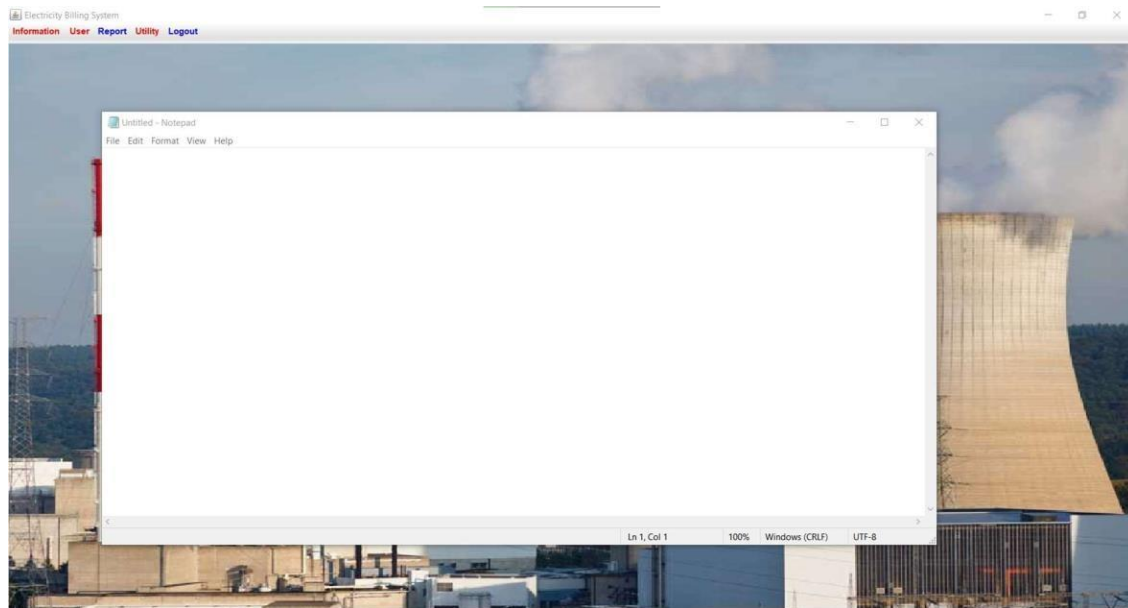 Electricity Billing System
Information User Report Utility Logout
Untitled - Notepad
File Edit Format View Help
Ln 1, Col 1 100% Windows (CRLF) UTF-8